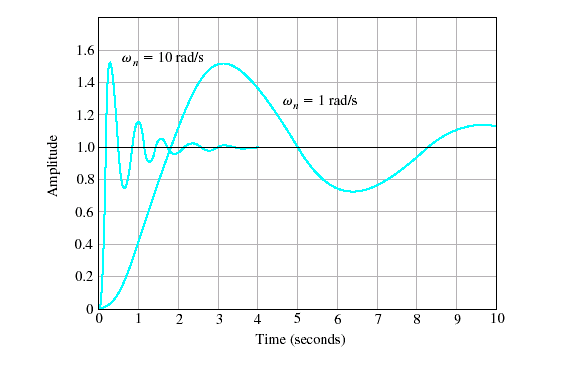 1.6
ωn = 10 rad/s
1.4
ωn = 1 rad/s
1.2
1.0
0.8
0.6
0.4
0.2
0
0 1 2 3 4 5 6 7 8 9 10
Amplitude
Time (seconds)